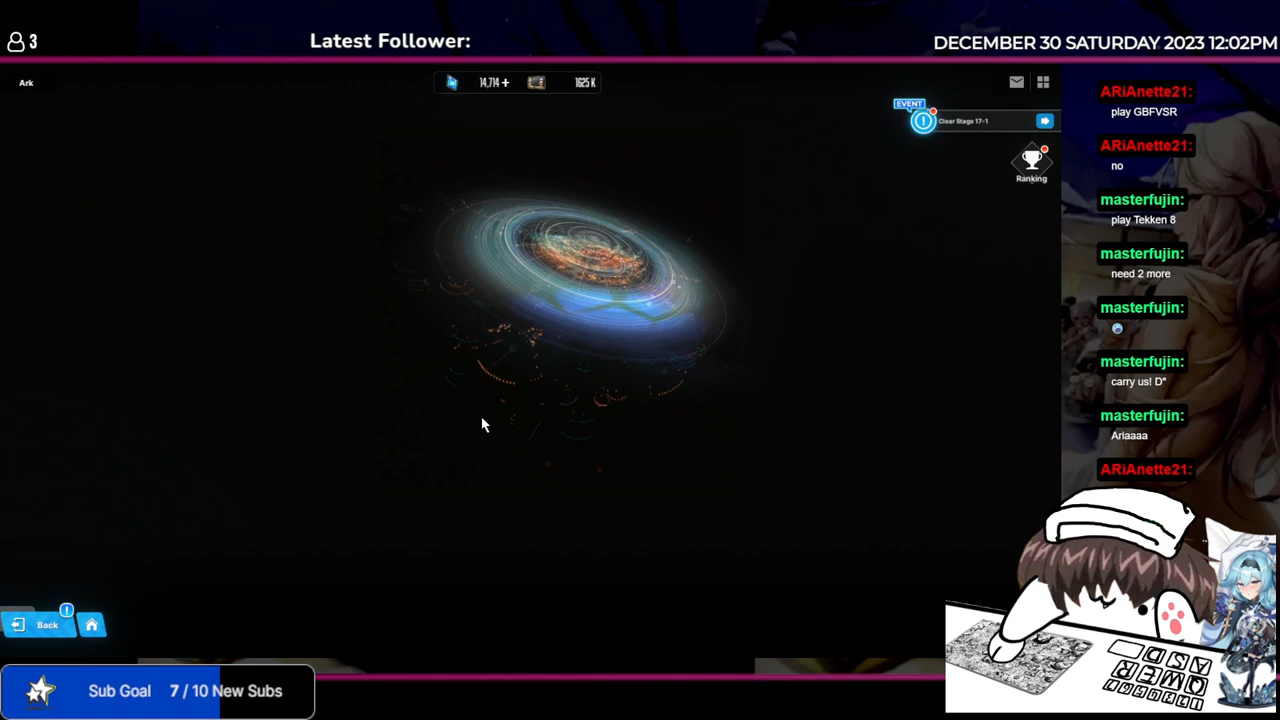 3
Latest Follower:
DECEMBER 30 SATURDAY 2023 12:02PM
Ark
14,714 +
1625 K
EVENT
Clear Stage 17-1
Ranking
ARiAnette21:
play GBFVSR
ARiAnette21:
no
masterfujin:
play Tekken 8
masterfujin:
need 2 more
masterfujin:
masterfujin:
carry us! D"
masterfujin:
Arlaaaa
ARiAnette21:
Back
Sub Goal 7 / 10 New Subs
D S A
R E W Q